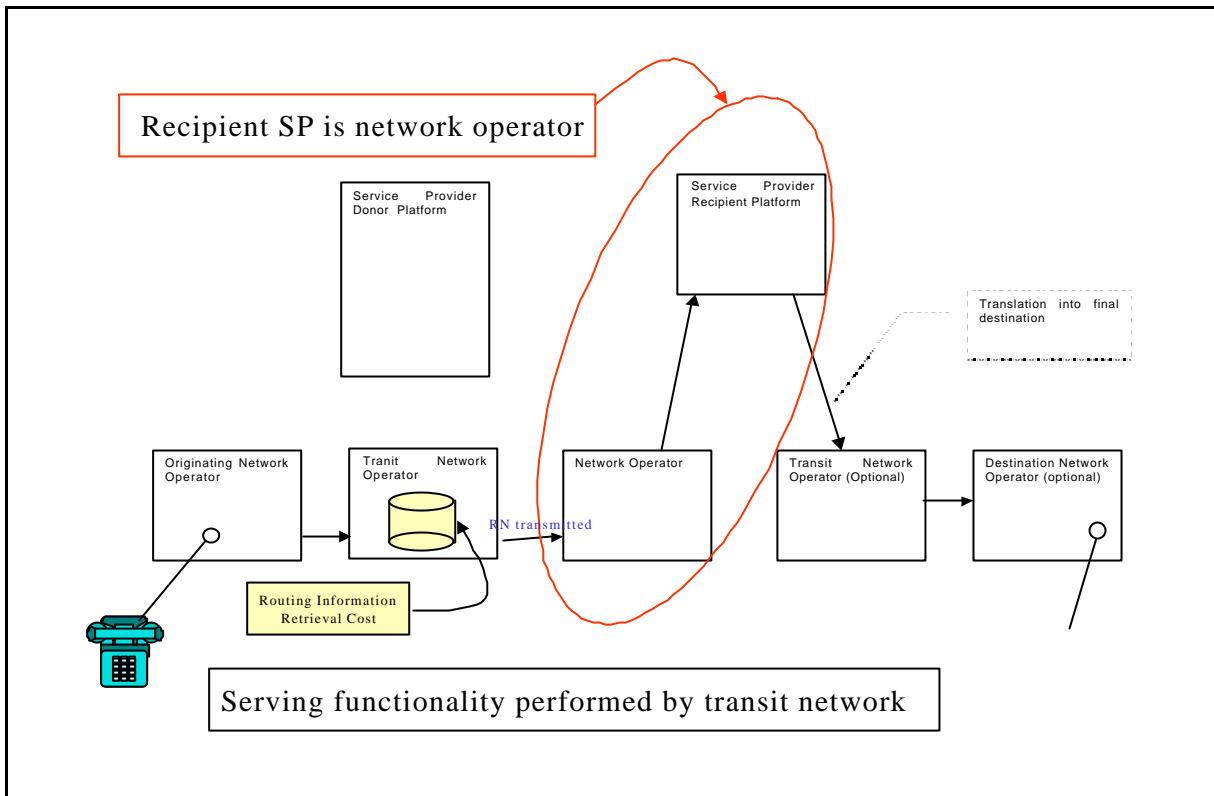 Recipient SP is network operator
Service Provider
Donor Platform
Service Provider
Recipient Platform
Translation into final
destination
Originating Network
Operator
Tranit Network
Operator
RN transmitted
Network Operator
Transit Network
Operator (Optional)
Destination Network
Operator (optional)
Routing Information
Retrieval Cost
Serving functionality performed by transit network